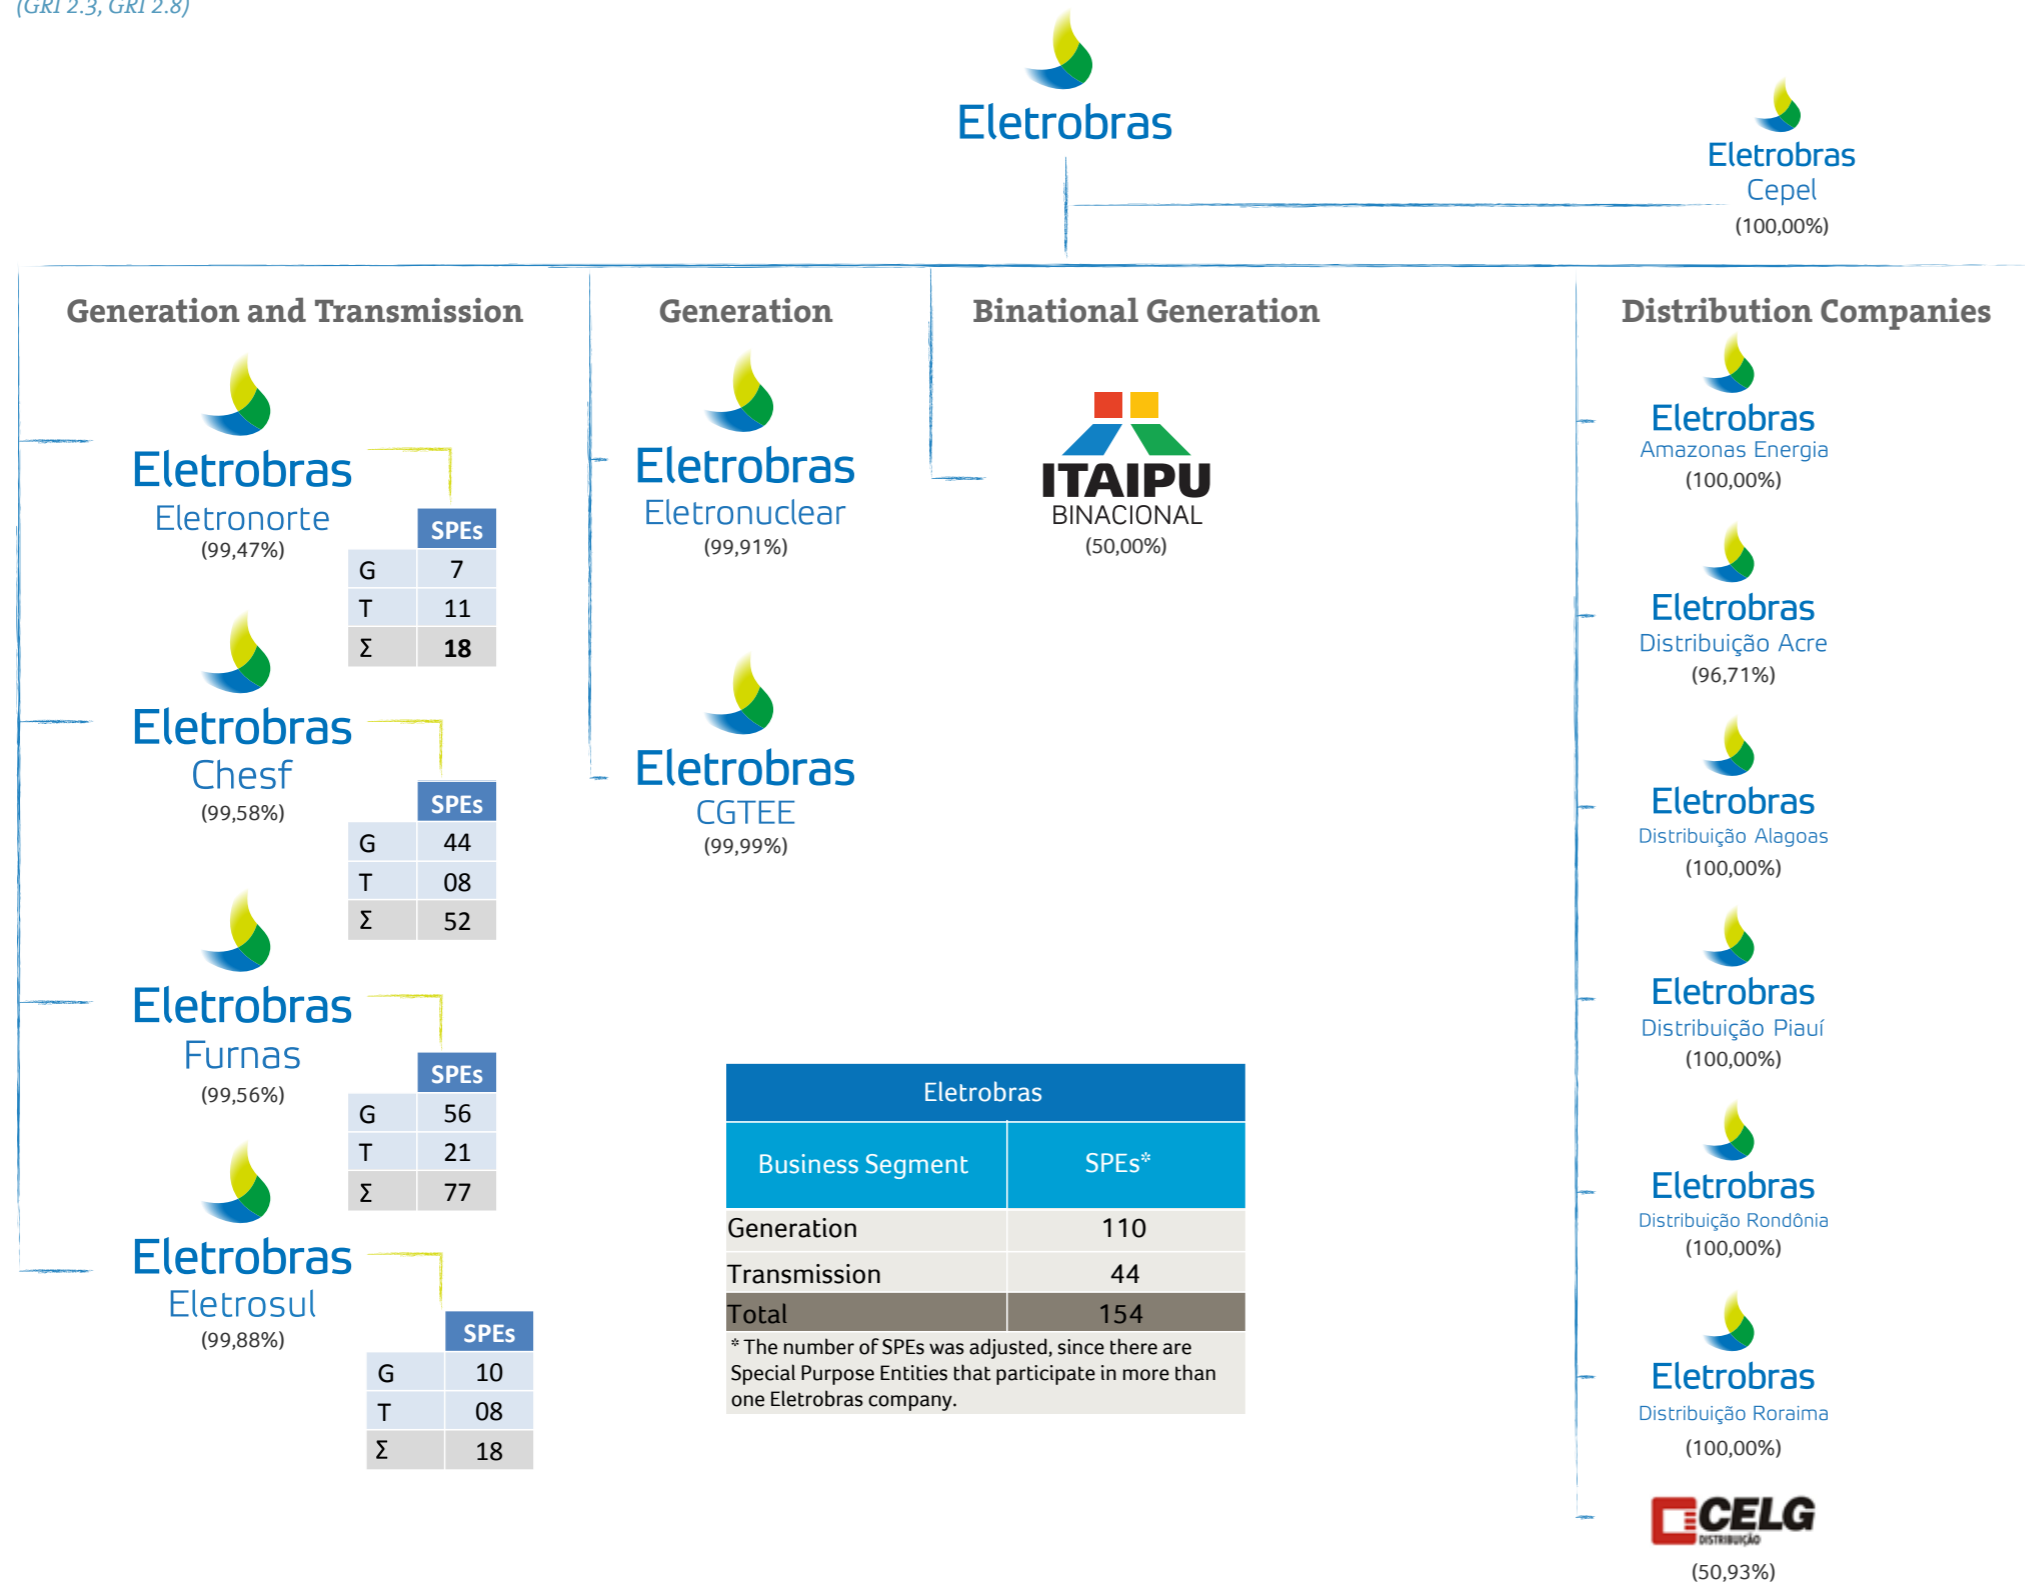 (GRI 2.3, GRI 2.8)
Eletrobras
Eletrobras
Cepel
(100,00%)
Generation and Transmission
Eletrobras
Eletronorte
(99,47%)
SPEs
G 7
T 11
Σ 18
Eletrobras
Chesf
(99,58%)
SPEs
G 44
T 08
Σ 52
Eletrobras
Furnas
(99,56%)
SPEs
G 56
T 21
Σ 77
Eletrobras
Eletrosul
(99,88%)
SPEs
G 10
T 08
Σ 18
Generation
Eletrobras
Eletronuclear
(99,91%)
Eletrobras
CGTEE
(99,99%)
Binational Generation
ITAIPU
BINACIONAL
(50,00%)
Eletrobras
Business Segment SPEs*
Generation 110
Transmission 44
Total 154
* The number of SPEs was adjusted, since there are
Special Purpose Entities that participate in more than
one Eletrobras company.
Distribution Companies
Eletrobras
Amazonas Energia
(100,00%)
Eletrobras
Distribuição Acre
(96,71%)
Eletrobras
Distribuição Alagoas
(100,00%)
Eletrobras
Distribuição Piauí
(100,00%)
Eletrobras
Distribuição Rondônia
(100,00%)
Eletrobras
Distribuição Roraima
(100,00%)
CELG
DISTRIBUIÇÃO
(50,93%)